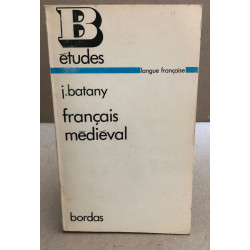 B
études
langue française
j.batany
français
médiéval
bordas